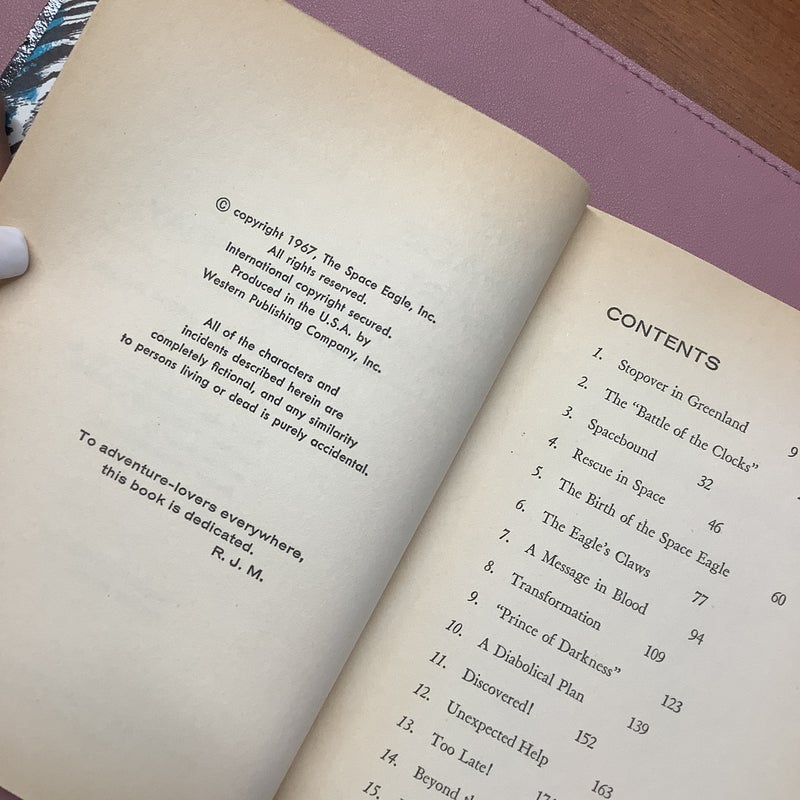 © copyright 1967, The Space Eagle, Inc.
All rights reserved.
International copyright secured.
Produced in the U.S.A. by
Western Publishing Company, Inc.
All of the characters and
incidents described herein are
completely fictional, and any similarity
to persons living or dead is purely accidental.
To adventure-lovers everywhere,
this book is dedicated.
R. J. M.
CONTENTS
1. Stopover in Greenland 9
2. The "Battle of the Clocks"
3. Spacebound 32
4. Rescue in Space 46
5. The Birth of the Space Eagle 60
6. The Eagle's Claws 77
7. A Message in Blood 94
8. Transformation 109
9. "Prince of Darkness" 123
10. A Diabolical Plan 139
11. Discovered! 152
12. Unexpected Help 163
13. Too Late!
14. Beyond
15.